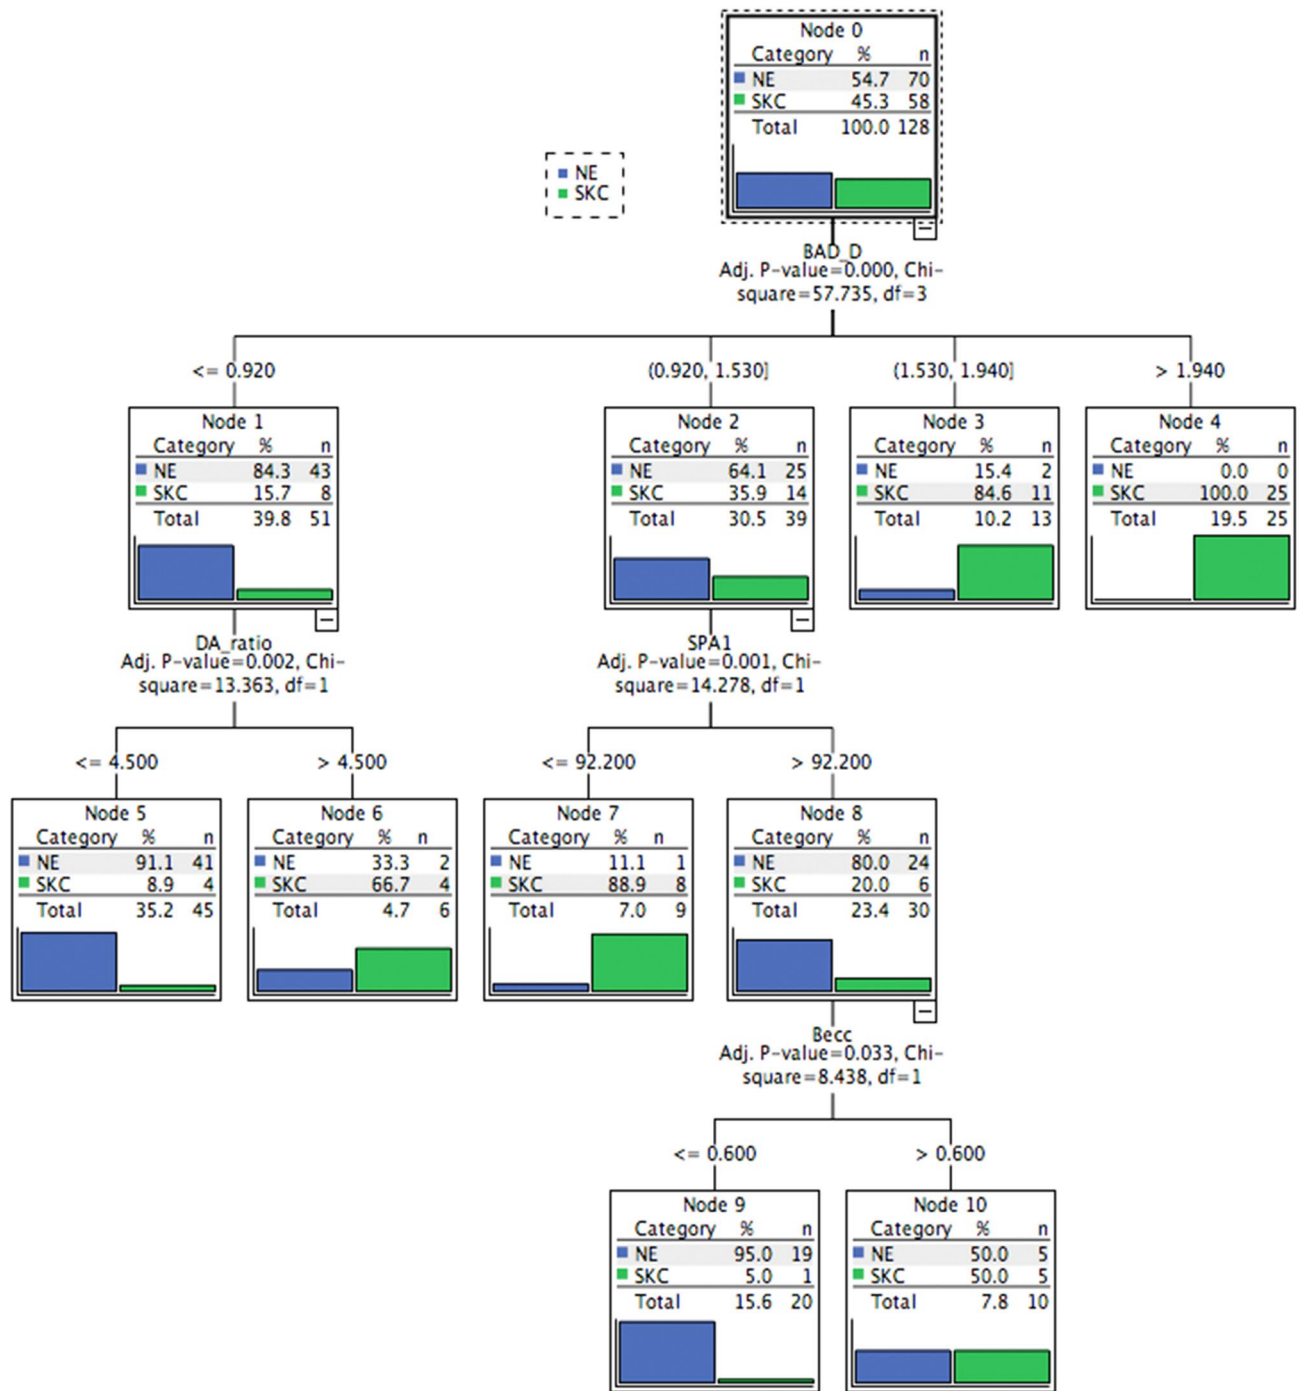 Node 0
Category % n
NE 54.7 70
SKC 45.3 58
Total 100.0 128
NE
SKC
BAD_D
Adj. P-value=0.000, Chi-
square=57.735, df=3
<= 0.920
(0.920, 1.530]
(1.530, 1.940]
> 1.940
Node 1
Category % n
NE 84.3 43
SKC 15.7 8
Total 39.8 51
Node 2
Category % n
NE 64.1 25
SKC 35.9 14
Total 30.5 39
Node 3
Category % n
NE 15.4 2
SKC 84.6 11
Total 10.2 13
Node 4
Category % n
NE 0.0 0
SKC 100.0 25
Total 19.5 25
DA_ratio
Adj. P-value=0.002, Chi-
square=13.363, df=1
SPA1
Adj. P-value=0.001, Chi-
square=14.278, df=1
<= 4.500
> 4.500
<= 92.200
> 92.200
Node 5
Category % n
NE 91.1 41
SKC 8.9 4
Total 35.2 45
Node 6
Category % n
NE 33.3 2
SKC 66.7 4
Total 4.7 6
Node 7
Category % n
NE 11.1 1
SKC 88.9 8
Total 7.0 9
Node 8
Category % n
NE 80.0 24
SKC 20.0 6
Total 23.4 30
Becc
Adj. P-value=0.033, Chi-
square=8.438, df=1
<= 0.600
> 0.600
Node 9
Category % n
NE 95.0 19
SKC 5.0 1
Total 15.6 20
Node 10
Category % n
NE 50.0 5
SKC 50.0 5
Total 7.8 10